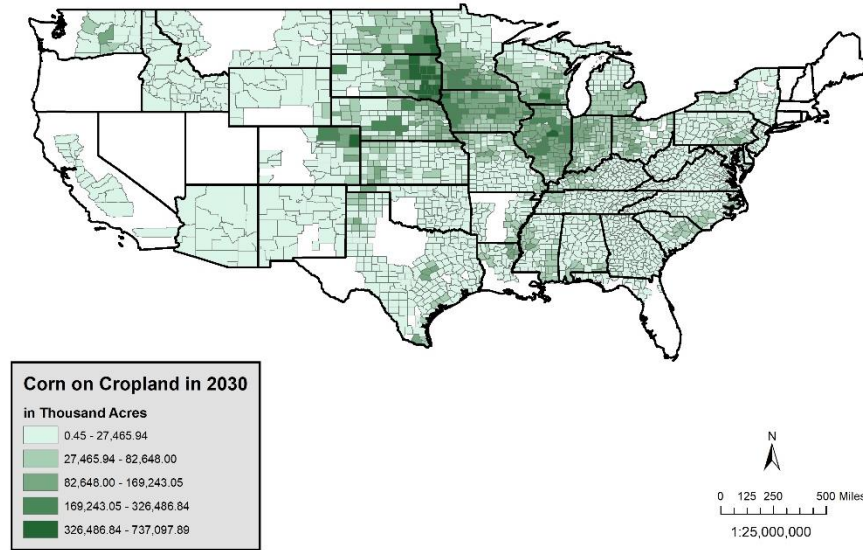 Corn on Cropland in 2030
in Thousand Acres
0.45 - 27,465.94
27,465.94 - 82,648.00
82,648.00 - 169,243.05
169,243.05 - 326,486.84
326,486.84 - 737,097.89
N
0 125 250 500 Miles
1:25,000,000